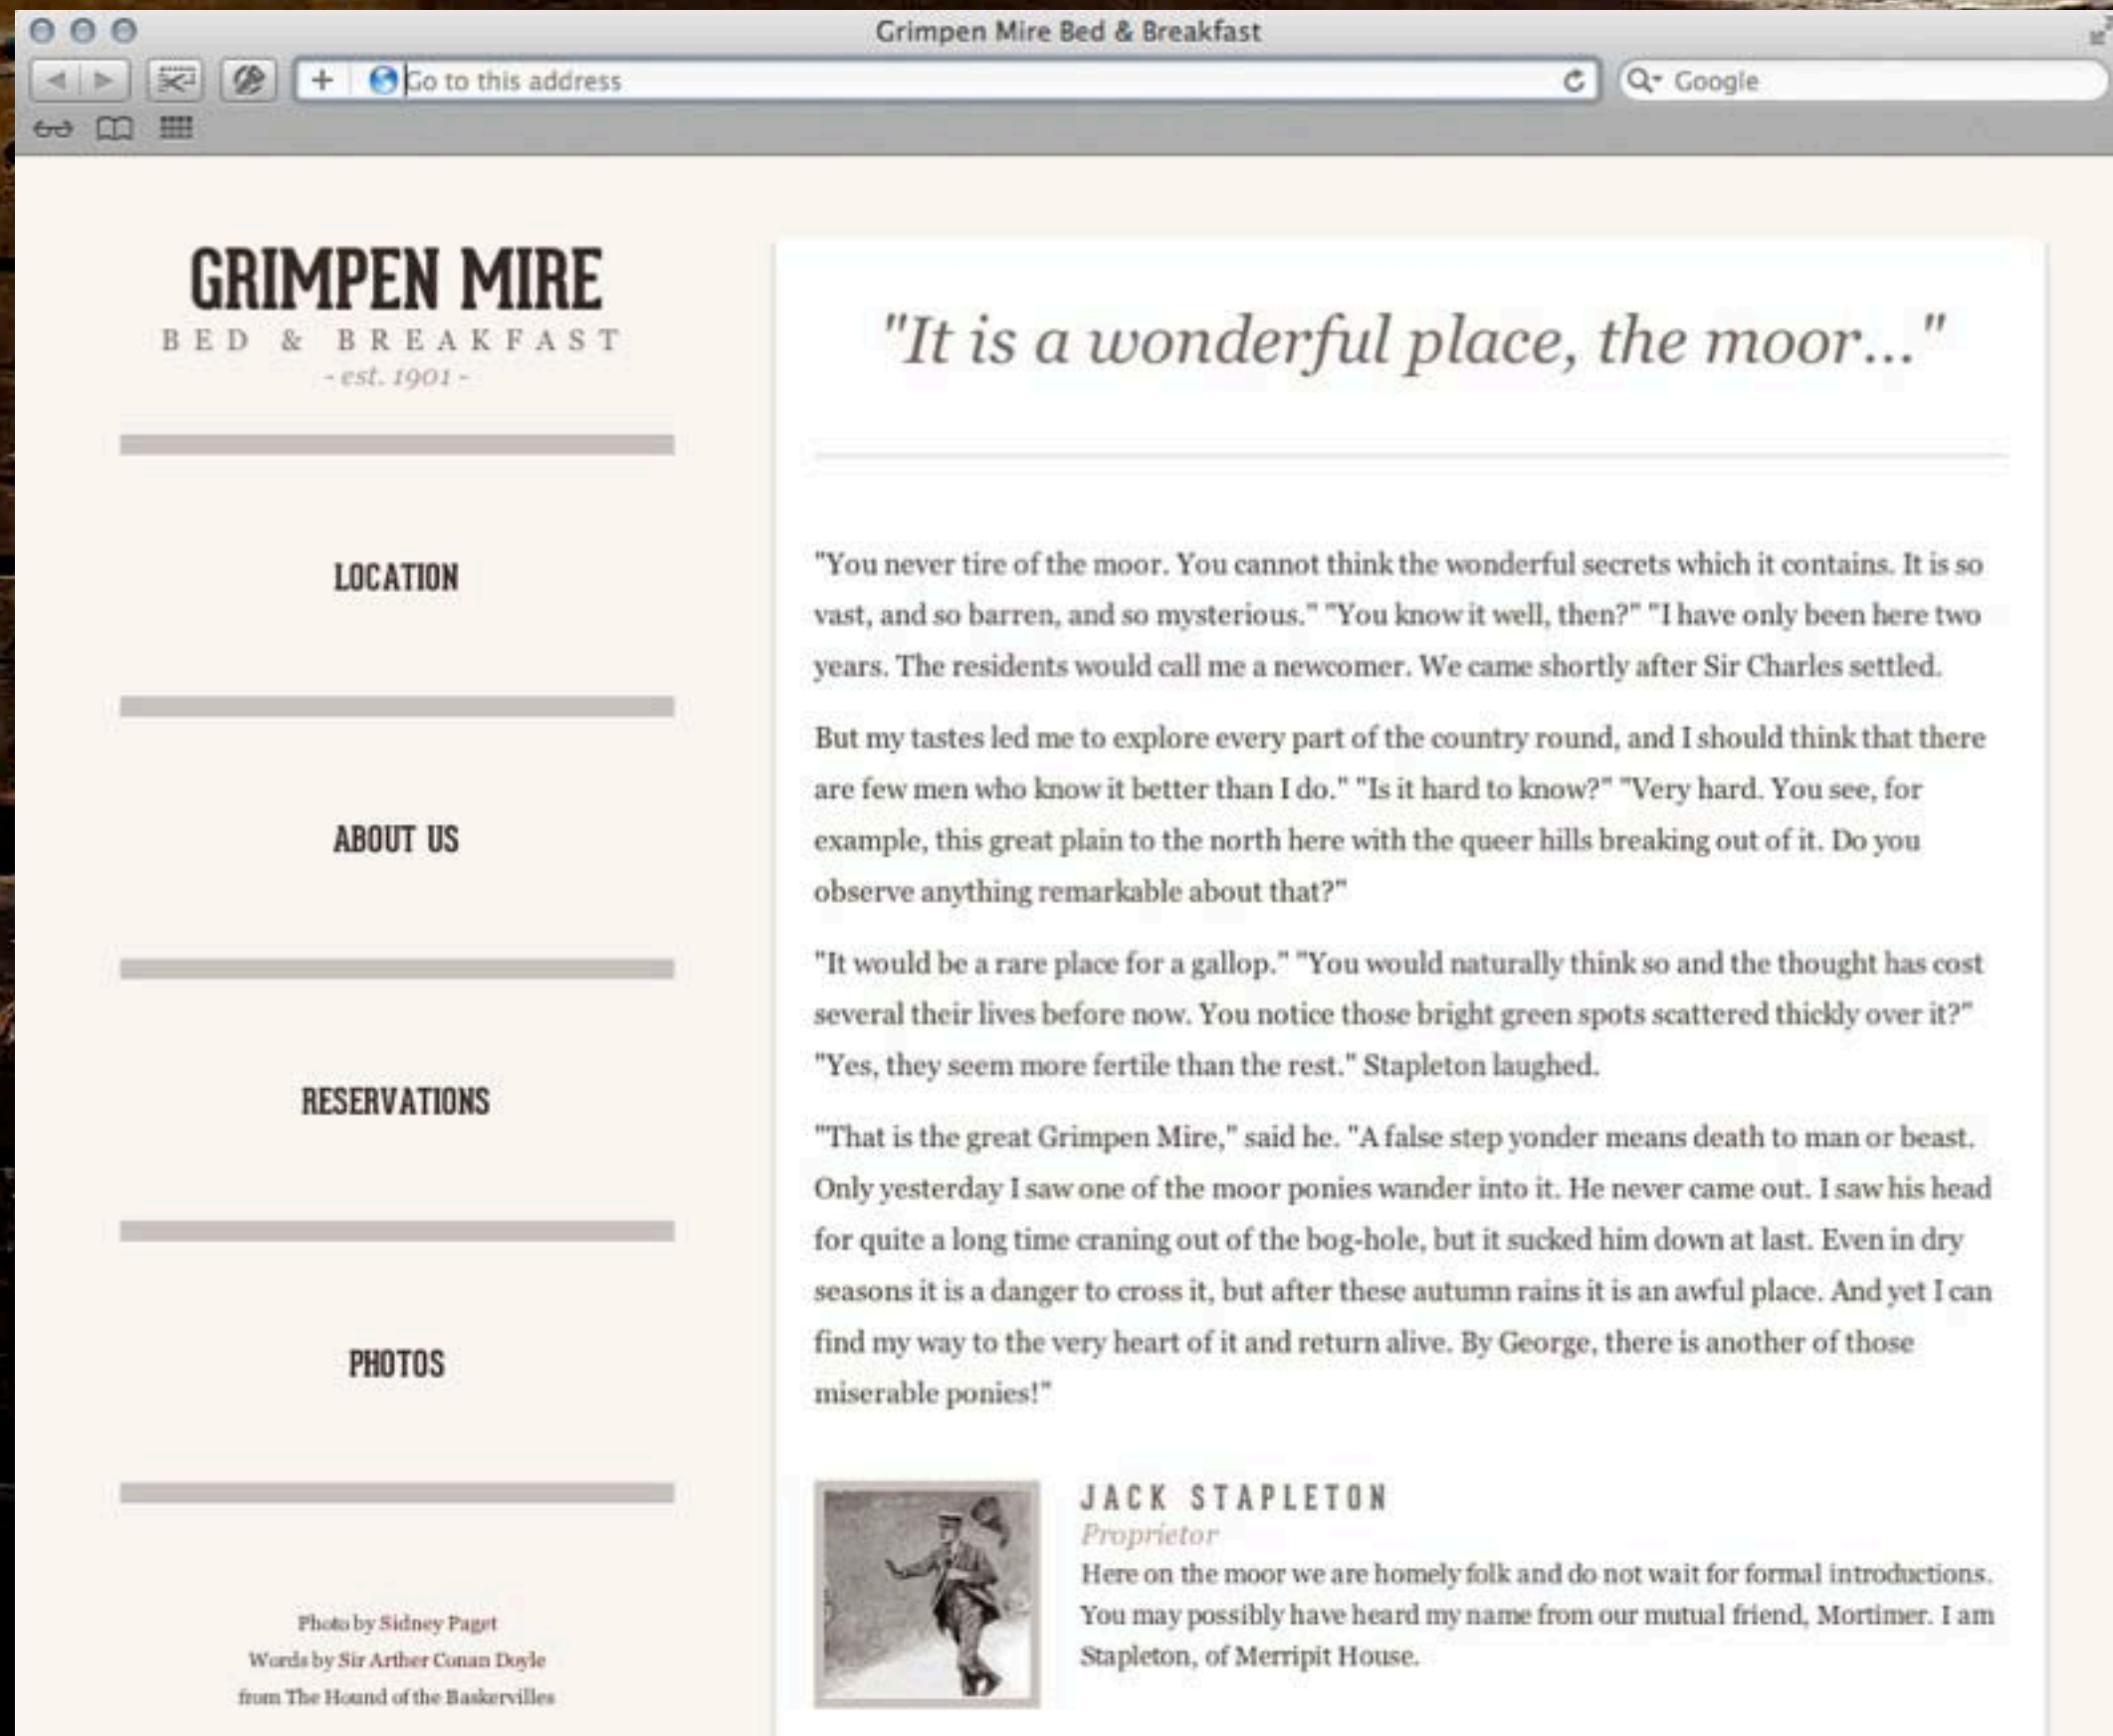 Grimpen Mire Bed & Breakfast
Go to this address
Google
GRIMPEN MIRE
BED & BREAKFAST
- est. 1901 -
LOCATION
ABOUT US
RESERVATIONS
PHOTOS
Photo by Sidney Paget
Words by Sir Arther Conan Doyle
from The Hound of the Baskervilles
"It is a wonderful place, the moor..."
"You never tire of the moor. You cannot think the wonderful secrets which it contains. It is so
vast, and so barren, and so mysterious." "You know it well, then?" "I have only been here two
years. The residents would call me a newcomer. We came shortly after Sir Charles settled.
But my tastes led me to explore every part of the country round, and I should think that there
are few men who know it better than I do." "Is it hard to know?" "Very hard. You see, for
example, this great plain to the north here with the queer hills breaking out of it. Do you
observe anything remarkable about that?"
"It would be a rare place for a gallop." "You would naturally think so and the thought has cost
several their lives before now. You notice those bright green spots scattered thickly over it?"
"Yes, they seem more fertile than the rest." Stapleton laughed.
"That is the great Grimpen Mire," said he. "A false step yonder means death to man or beast.
Only yesterday I saw one of the moor ponies wander into it. He never came out. I saw his head
for quite a long time craning out of the bog-hole, but it sucked him down at last. Even in dry
seasons it is a danger to cross it, but after these autumn rains it is an awful place. And yet I can
find my way to the very heart of it and return alive. By George, there is another of those
miserable ponies!"
JACK STAPLETON
Proprietor
Here on the moor we are homely folk and do not wait for formal introductions.
You may possibly have heard my name from our mutual friend, Mortimer. I am
Stapleton, of Merripit House.